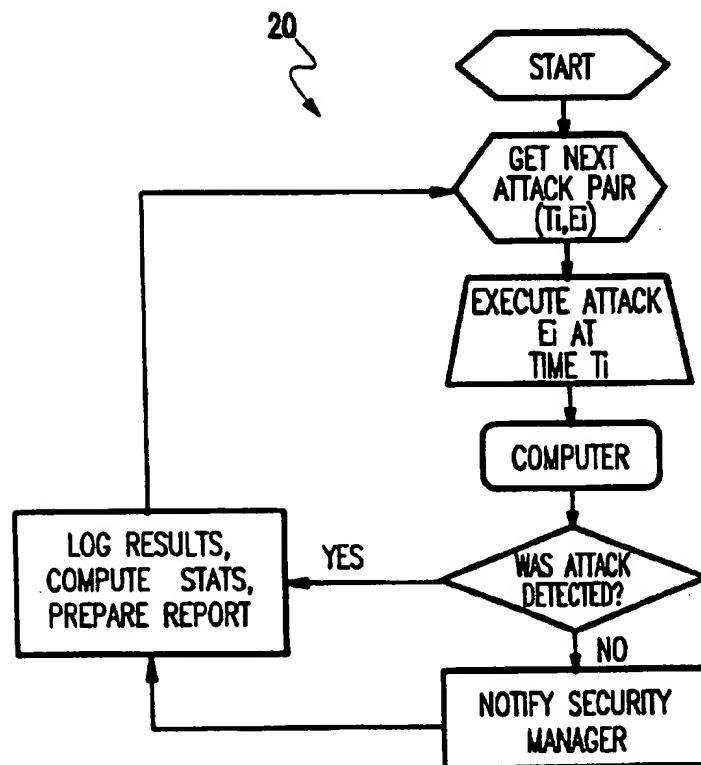 20
START
GET NEXT
ATTACK PAIR
(Ti,Ei)
EXECUTE ATTACK
Ei AT
TIME Ti
COMPUTER
WAS ATTACK
DETECTED?
YES
LOG RESULTS,
COMPUTE STATS,
PREPARE REPORT
NO
NOTIFY SECURITY
MANAGER